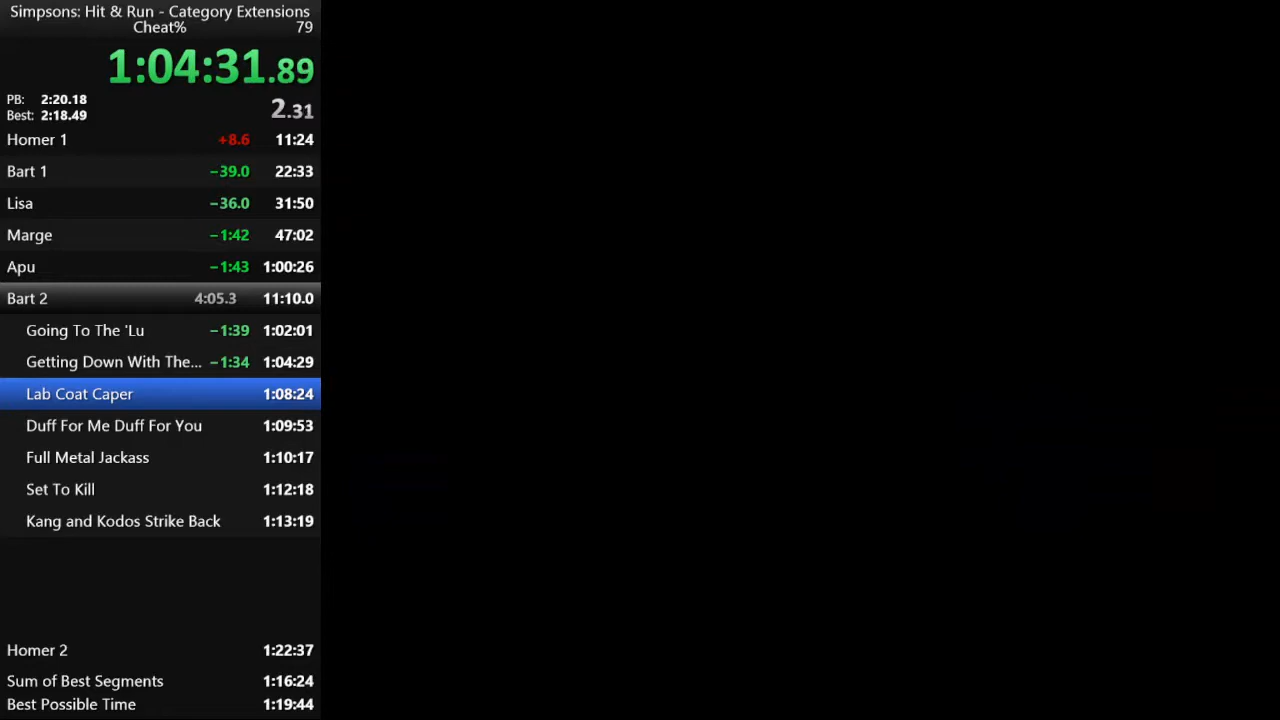 Simpsons: Hit & Run - Category Extensions
Cheat% 79
1:04:31.89
PB: 2:20.18
2.31
Best: 2:18.49
Homer 1 +8.6 11:24
Bart 1 −39.0 22:33
Lisa −36.0 31:50
Marge −1:42 47:02
Apu −1:43 1:00:26
Bart 2 4:05.3 11:10.0
Going To The 'Lu −1:39 1:02:01
Getting Down With The... −1:34 1:04:29
Lab Coat Caper 1:08:24
Duff For Me Duff For You 1:09:53
Full Metal Jackass 1:10:17
Set To Kill 1:12:18
Kang and Kodos Strike Back 1:13:19
Homer 2 1:22:37
Sum of Best Segments 1:16:24
Best Possible Time 1:19:44